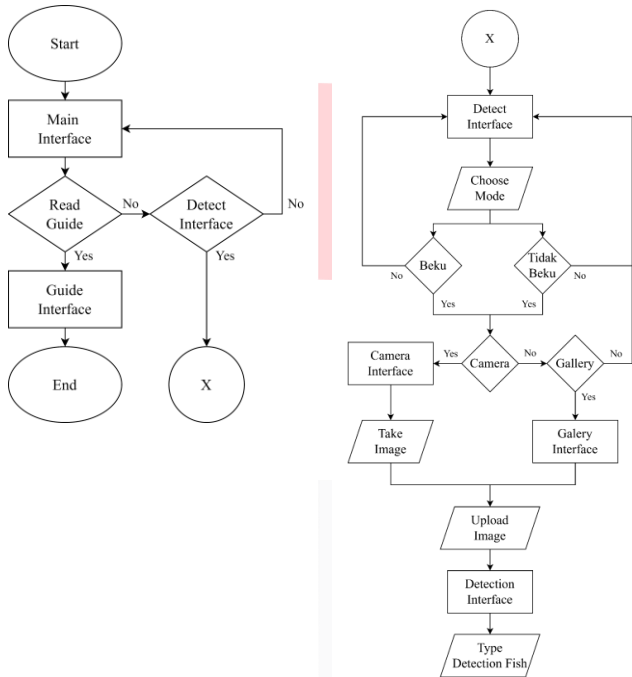 Start
Main
Interface
Read
Guide
No
Detect
Interface
No
Yes
Yes
Guide
Interface
End
X
X
Detect
Interface
Choose
Mode
Beku
No
Tidak
Beku
No
Yes
Yes
Camera
Interface
Yes
Camera
No
Gallery
No
Yes
Take
Image
Galery
Interface
Upload
Image
Detection
Interface
Type
Detection Fish